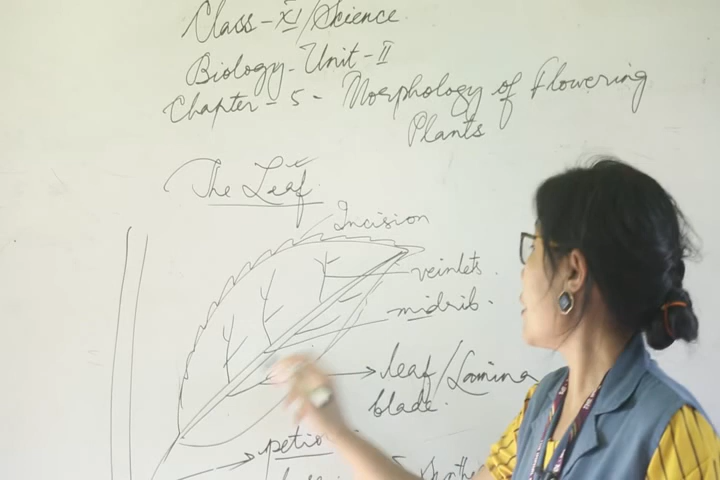 Class - XI / Science
Biology - Unit - II
Chapter - 5 - Morphology of Flowering
Plants
The Leaf
Incision
veinlets.
midrib.
leaf / Lamina
blade.
petio